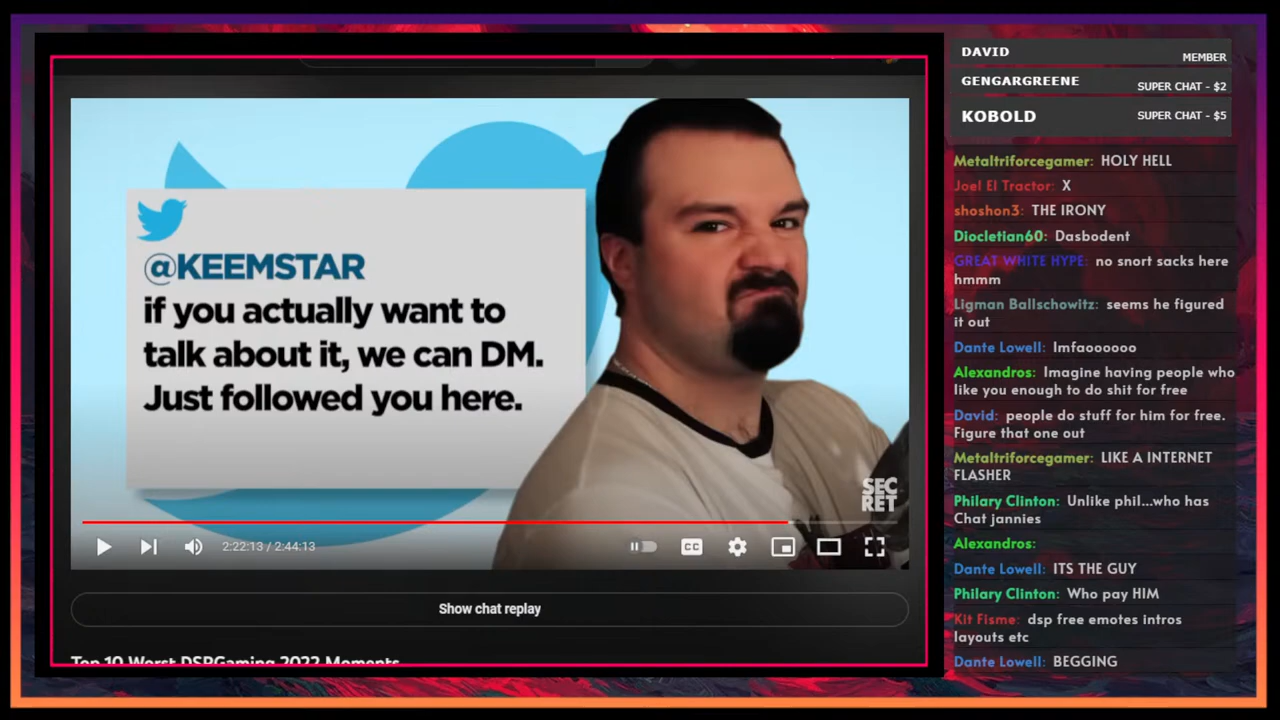 @KEEMSTAR
if you actually want to
talk about it, we can DM.
Just followed you here.
SEC
RET
2:22:13 / 2:44:13
CC
Show chat replay
Top 10 Worst DSPGaming 2022 Moments
DAVID
MEMBER
GENGARGREENE
SUPER CHAT - $2
KOBOLD
SUPER CHAT - $5
Metaltriforcegamer: HOLY HELL
Joel El Tractor: X
shoshon3: THE IRONY
Diocletian60: Dasbodent
GREAT WHITE HYPE: no snort sacks here
hmmm
Ligman Ballschowitz: seems he figured
it out
Dante Lowell: lmfaoooooo
Alexandros: Imagine having people who
like you enough to do shit for free
David: people do stuff for him for free.
Figure that one out
Metaltriforcegamer: LIKE A INTERNET
FLASHER
Philary Clinton: Unlike phil...who has
Chat jannies
Alexandros:
Dante Lowell: ITS THE GUY
Philary Clinton: Who pay HIM
Kit Fisme: dsp free emotes intros
layouts etc
Dante Lowell: BEGGING